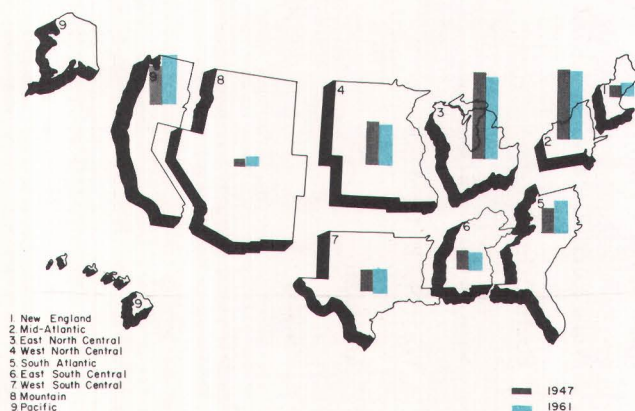 9
9
8
4
3
1
2
5
6
7
9
1. New England
2 Mid-Atlantic
3 East North Central
4 West North Central
5 South Atlantic
6 East South Central
7 West South Central
8 Mountain
9 Pacific
1947
1961